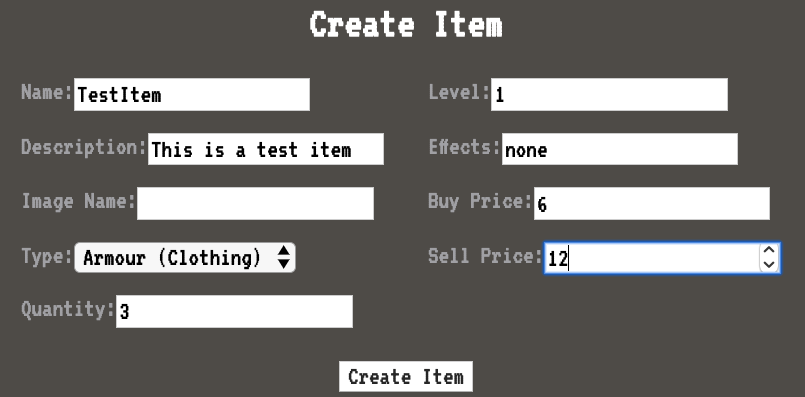 Create Item
Name: TestItem
Level: 1
Description: This is a test item
Effects: none
Image Name:
Buy Price: 6
Type: Armour (Clothing)
Sell Price: 12
Quantity: 3
Create Item